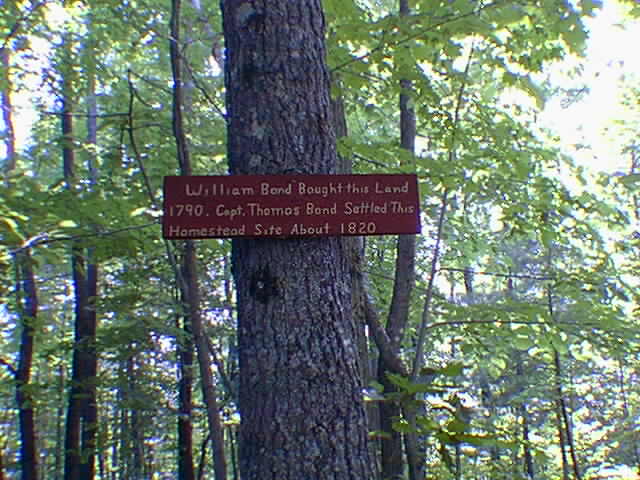 William Bond Bought this Land
1790. Capt. Thomas Bond Settled This
Homestead Site About 1820